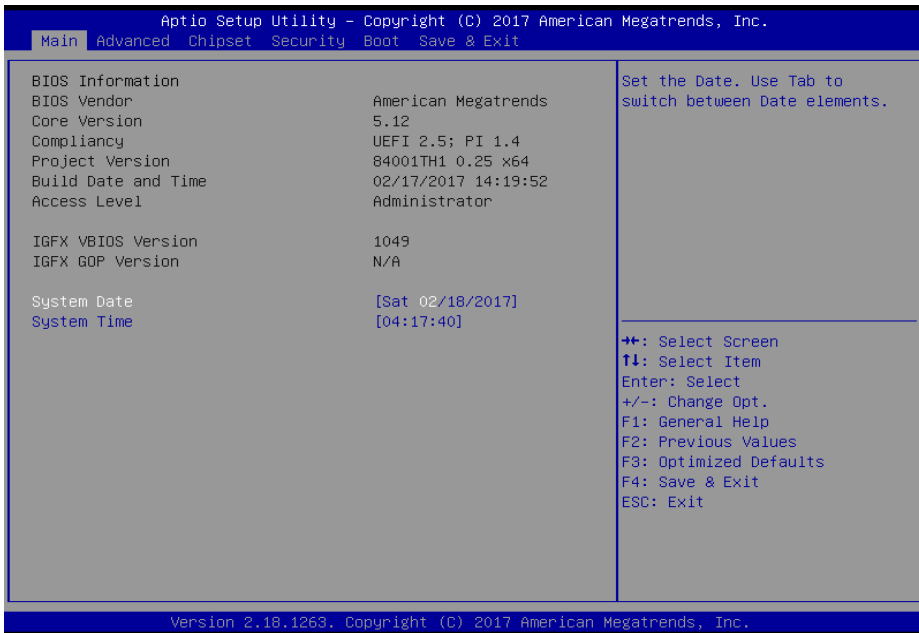 Aptio Setup Utility – Copyright (C) 2017 American Megatrends, Inc.
Main Advanced Chipset Security Boot Save & Exit
BIOS Information
BIOS Vendor American Megatrends
Core Version 5.12
Compliancy UEFI 2.5; PI 1.4
Project Version 84001TH1 0.25 x64
Build Date and Time 02/17/2017 14:19:52
Access Level Administrator
IGFX VBIOS Version 1049
IGFX GOP Version N/A
System Date [Sat 02/18/2017]
System Time [04:17:40]
Set the Date. Use Tab to
switch between Date elements.
→←: Select Screen
↑↓: Select Item
Enter: Select
+/-: Change Opt.
F1: General Help
F2: Previous Values
F3: Optimized Defaults
F4: Save & Exit
ESC: Exit
Version 2.18.1263. Copyright (C) 2017 American Megatrends, Inc.